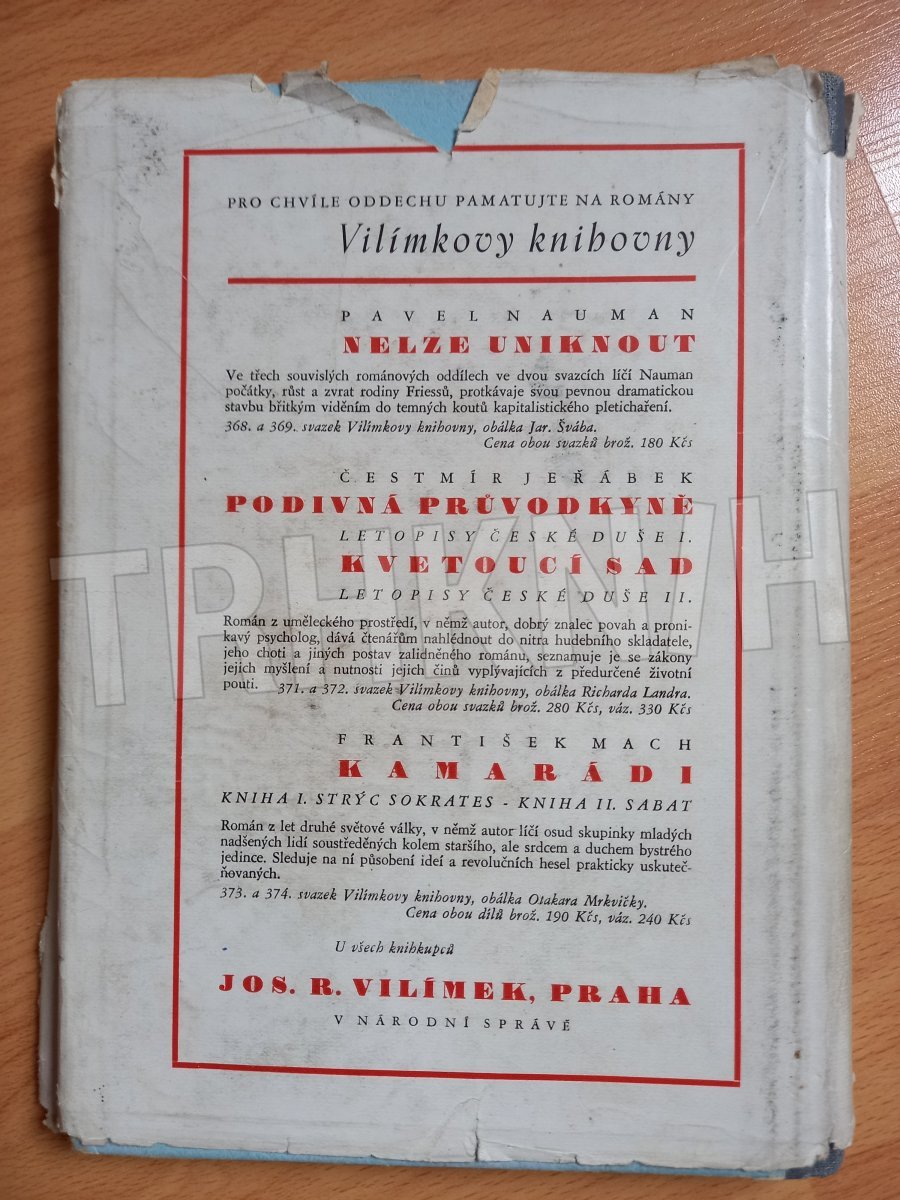 PRO CHVÍLE ODDECHU PAMATUJTE NA ROMÁNY
Vilímkovy knihovny
PAVEL NAUMAN
NELZE UNIKNOUT
Ve třech souvislých románových oddílech ve dvou svazcích líčí Nauman
počátky, růst a zvrat rodiny Friessů, protkávaje svou pevnou dramatickou
stavbu břitkým viděním do temných koutů kapitalistického pletichaření.
368. a 369. svazek Vilímkovy knihovny, obálka Jar. Švába.
Cena obou svazků brož. 180 Kčs
ČESTMÍR JEŘÁBEK
PODIVNÁ PRŮVODKYNĚ
LETOPISY ČESKÉ DUŠE I.
KVETOUCÍ SAD
LETOPISY ČESKÉ DUŠE II.
Román z uměleckého prostředí, v němž autor, dobrý znalec povah a proni-
kavý psycholog, dává čtenářům nahlédnout do nitra hudebního skladatele,
jeho choti a jiných postav zalidněného románu, seznamuje je se zákony
jejich myšlení a nutnosti jejich činů vyplývajících z předurčené životní
pouti. 371. a 372. svazek Vilímkovy knihovny, obálka Richarda Landra.
Cena obou svazků brož. 280 Kčs, váz. 330 Kčs
FRANTIŠEK MACH
KAMARÁDI
KNIHA I. STRÝC SOKRATES - KNIHA II. SABAT
Román z let druhé světové války, v němž autor líčí osud skupinky mladých
nadšených lidí soustředěných kolem staršího, ale srdcem a duchem bystrého
jedince. Sleduje na ní působení ideí a revolučních hesel prakticky uskuteč-
ňovaných.
373. a 374. svazek Vilímkovy knihovny, obálka Otakara Mrkvičky.
Cena obou dílů brož. 190 Kčs, váz. 240 Kčs
U všech knihkupců
JOS. R. VILÍMEK, PRAHA
V NÁRODNÍ SPRÁVĚ
TRHKNIH